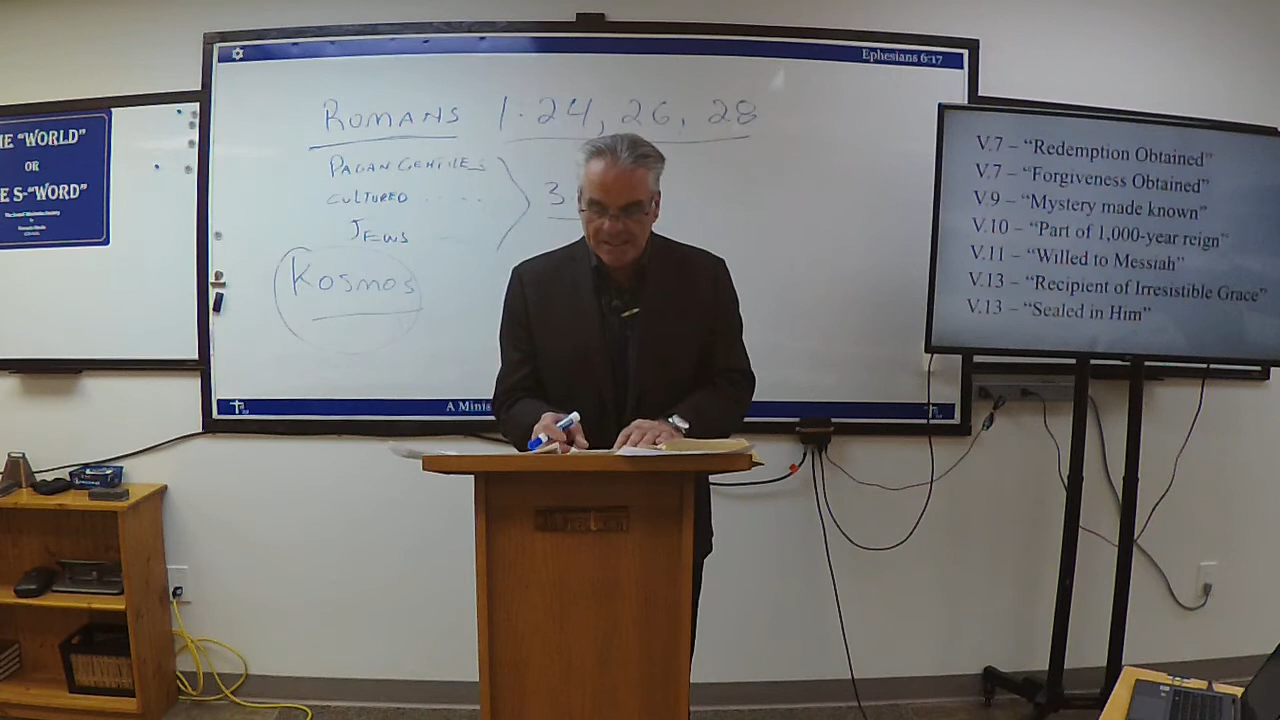 THE "WORLD"
OR
THE S-"WORD"
Ephesians 6:17
ROMANS 1:24, 26, 28
PAGAN GENTILES
CULTURED .....
JEWS
3
Kosmos
A Minis
V.7 – "Redemption Obtained"
V.7 – "Forgiveness Obtained"
V.9 – "Mystery made known"
V.10 – "Part of 1,000-year reign"
V.11 – "Willed to Messiah"
V.13 – "Recipient of Irresistible Grace"
V.13 – "Sealed in Him"